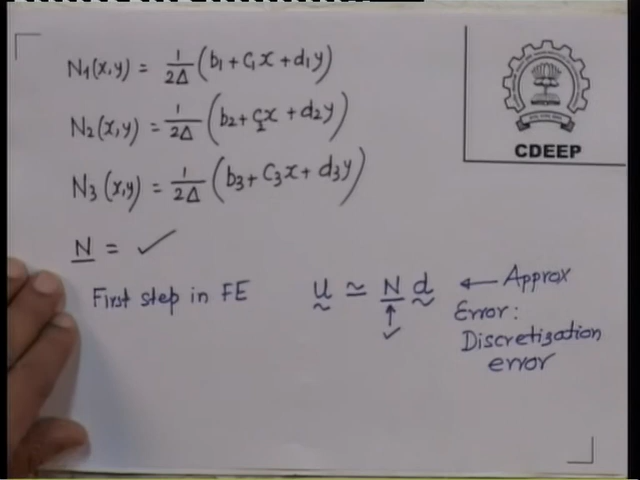 N₁(x,y) = 1/2Δ (b₁ + c₁x + d₁y)
N₂(x,y) = 1/2Δ (b₂ + c₂x + d₂y)
N₃(x,y) = 1/2Δ (b₃ + c₃x + d₃y)
CDEEP
N = ✓
First step in FE u ≃ N d ← Approx
↑ Error:
✓ Discretization
error